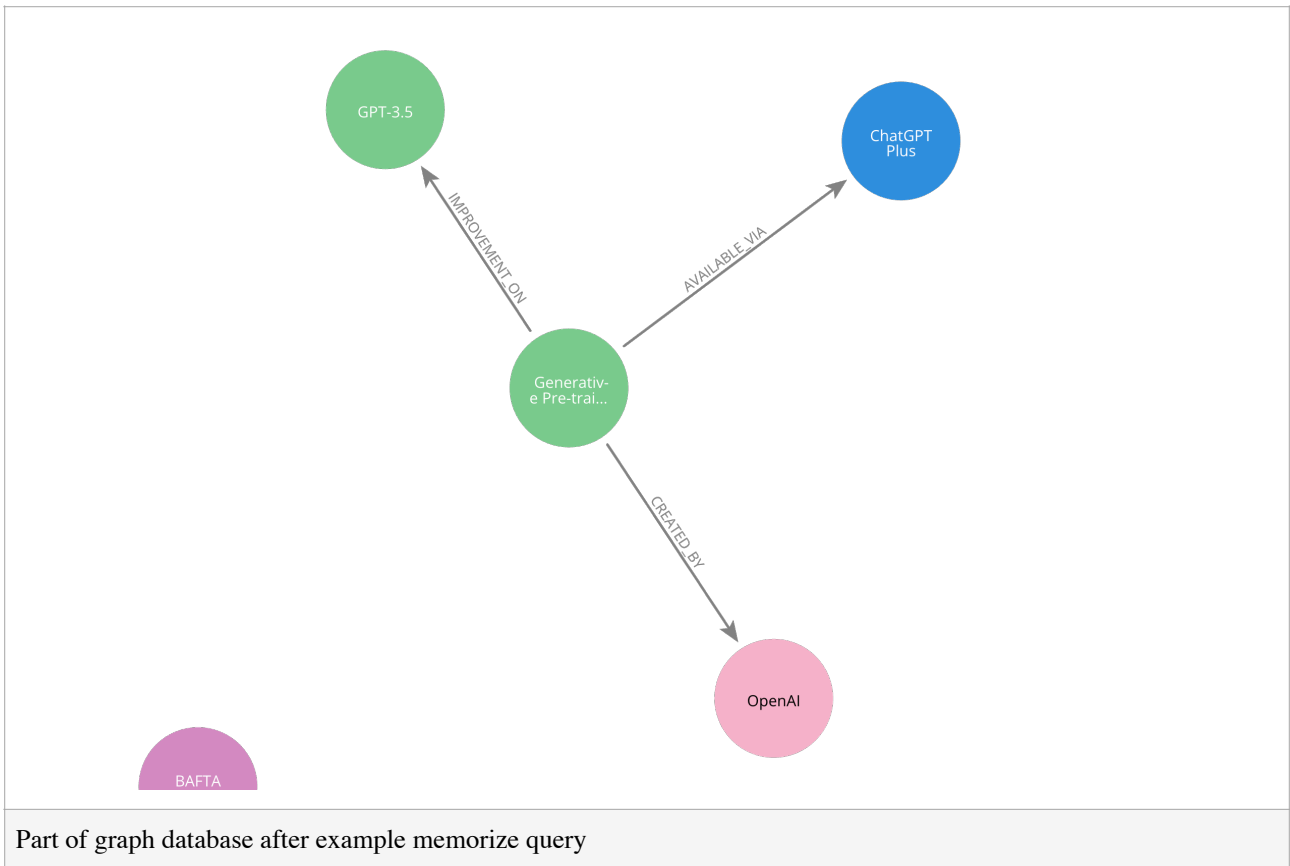 GPT-3.5
ChatGPT
Plus
IMPROVEMENT_ON
AVAILABLE_VIA
Generativ-
e Pre-trai...
CREATED_BY
OpenAI
BAFTA
Part of graph database after example memorize query